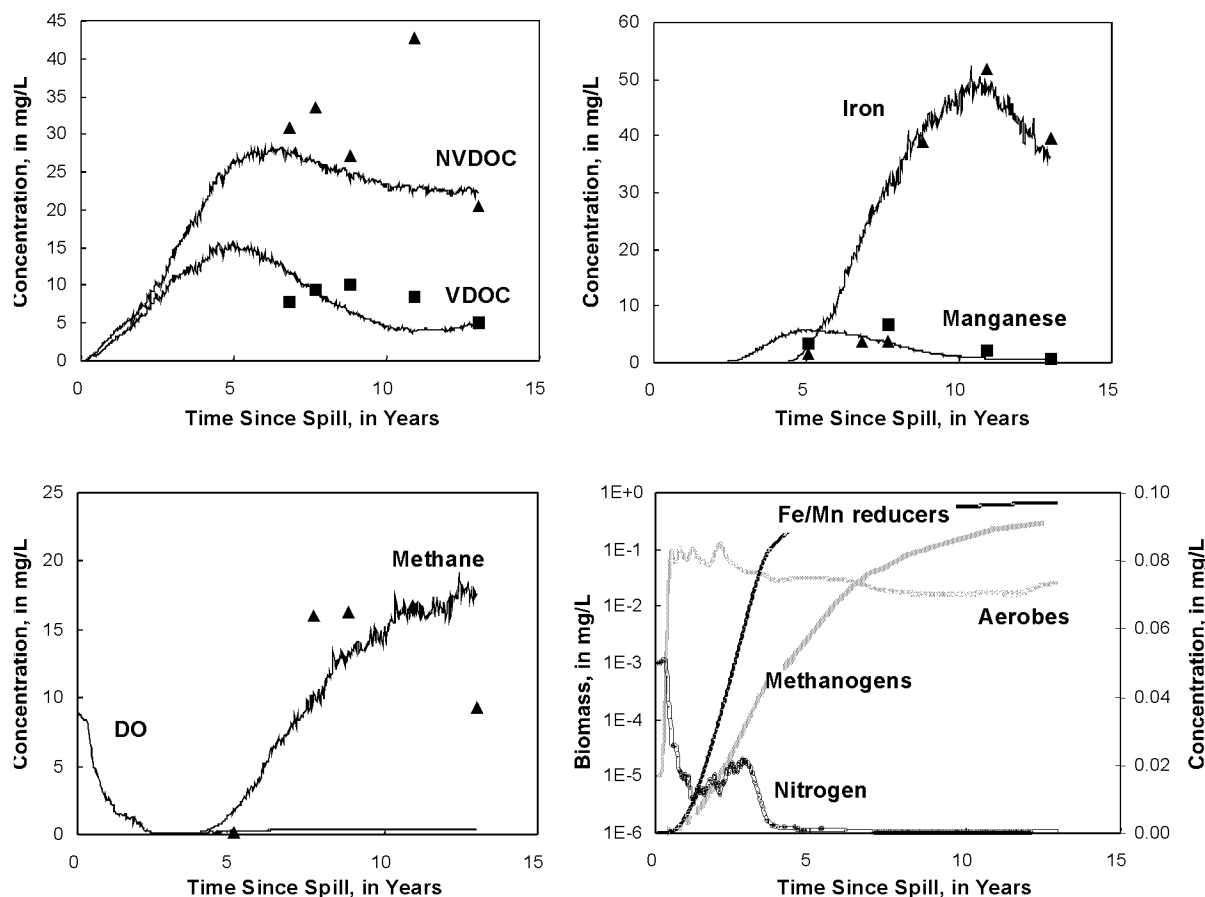 45
40
35
30
25
20
15
10
5
0
Concentration, in mg/L
NVDOC
VDOC
0 5 10 15
Time Since Spill, in Years
60
50
40
30
20
10
0
Concentration, in mg/L
Iron
Manganese
0 5 10 15
Time Since Spill, in Years
25
20
15
10
5
0
Concentration, in mg/L
Methane
DO
0 5 10 15
Time Since Spill, in Years
1E+0
1E-1
1E-2
1E-3
1E-4
1E-5
1E-6
Biomass, in mg/L
Fe/Mn reducers
Aerobes
Methanogens
Nitrogen
0.10
0.08
0.06
0.04
0.02
0.00
Concentration, in mg/L
0 5 10 15
Time Since Spill, in Years